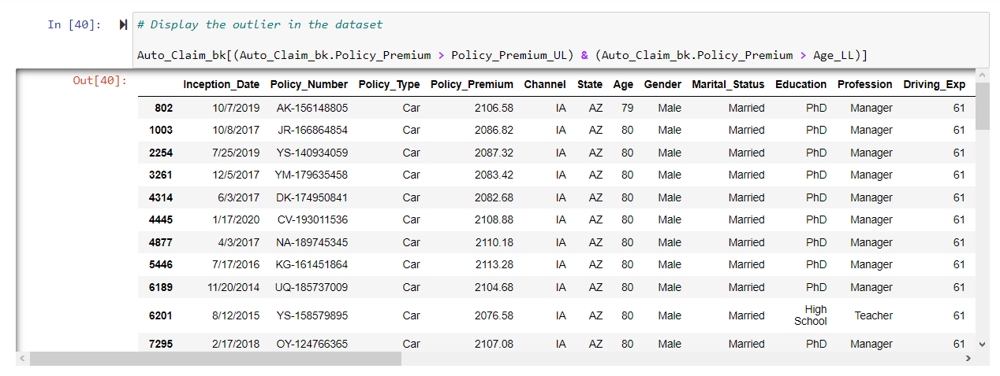 In [40]:
# Display the outlier in the dataset
Auto_Claim_bk[(Auto_Claim_bk.Policy_Premium > Policy_Premium_UL) & (Auto_Claim_bk.Policy_Premium > Age_LL)]
Out[40]:
Inception_Date Policy_Number Policy_Type Policy_Premium Channel State Age Gender Marital_Status Education Profession Driving_Exp
802 10/7/2019 AK-156148805 Car 2106.58 IA AZ 79 Male Married PhD Manager 61
1003 10/8/2017 JR-166864854 Car 2086.82 IA AZ 80 Male Married PhD Manager 61
2254 7/25/2019 YS-140934059 Car 2087.32 IA AZ 80 Male Married PhD Manager 61
3261 12/5/2017 YM-179635458 Car 2083.42 IA AZ 80 Male Married PhD Manager 61
4314 6/3/2017 DK-174950841 Car 2082.68 IA AZ 80 Male Married PhD Manager 61
4445 1/17/2020 CV-193011536 Car 2108.88 IA AZ 80 Male Married PhD Manager 61
4877 4/3/2017 NA-189745345 Car 2110.18 IA AZ 80 Male Married PhD Manager 61
5446 7/17/2016 KG-161451864 Car 2113.28 IA AZ 80 Male Married PhD Manager 61
6189 11/20/2014 UQ-185737009 Car 2104.68 IA AZ 80 Male Married PhD Manager 61
6201 8/12/2015 YS-158579895 Car 2076.58 IA AZ 80 Male Married High School Teacher 61
7295 2/17/2018 OY-124766365 Car 2107.08 IA AZ 80 Male Married PhD Manager 61